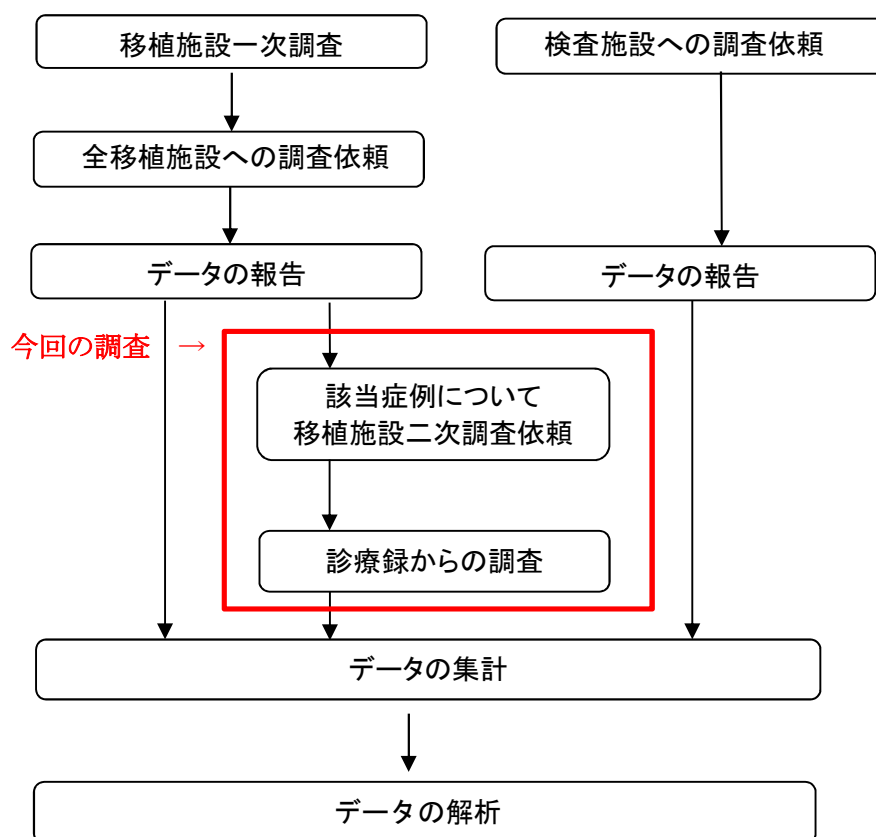 移植施設一次調査
検査施設への調査依頼
全移植施設への調査依頼
データの報告
データの報告
今回の調査 →
該当症例について
移植施設二次調査依頼
診療録からの調査
データの集計
データの解析